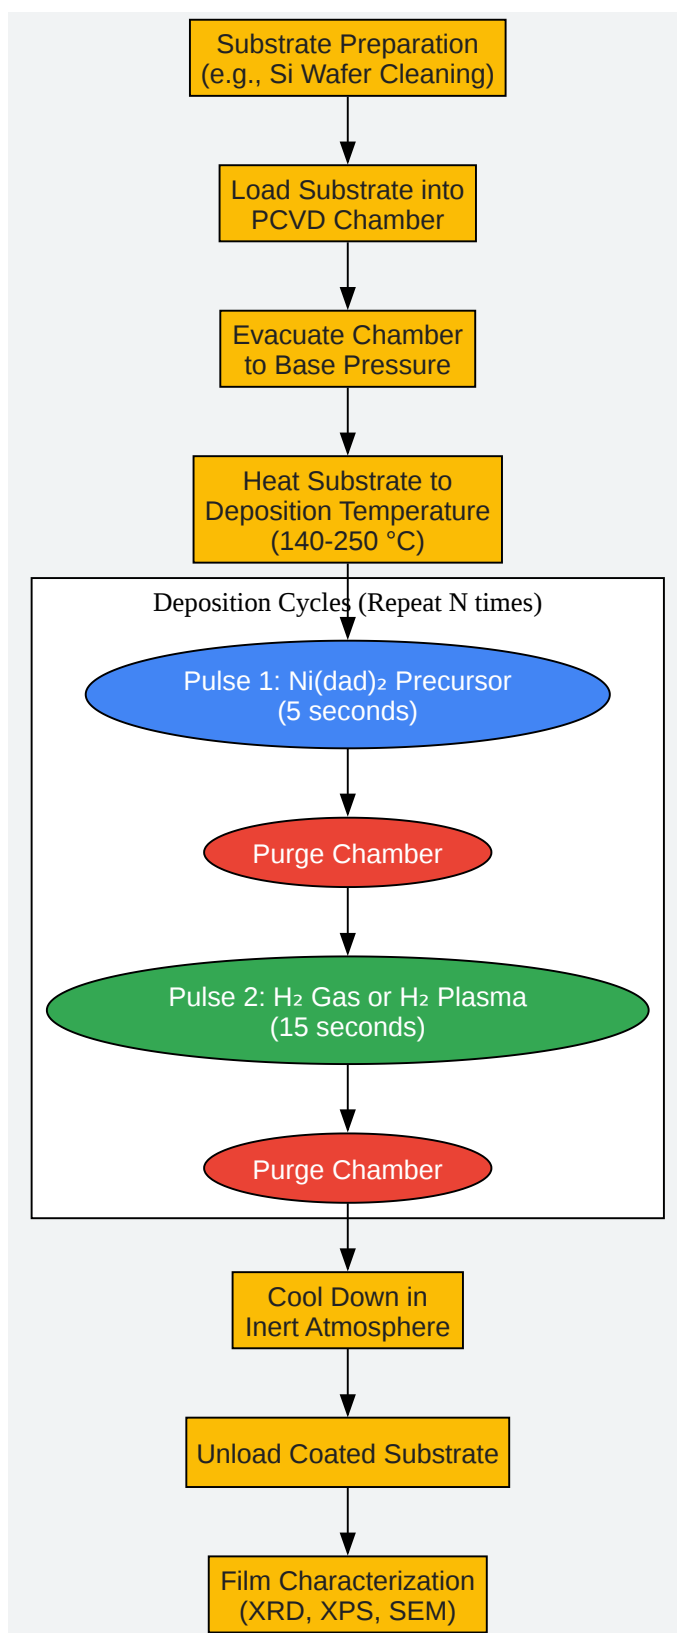 Substrate Preparation
(e.g., Si Wafer Cleaning)
Load Substrate into
PCVD Chamber
Evacuate Chamber
to Base Pressure
Heat Substrate to
Deposition Temperature
(140-250 °C)
Deposition Cycles (Repeat N times)
Pulse 1: Ni(dad)₂ Precursor
(5 seconds)
Purge Chamber
Pulse 2: H₂ Gas or H₂ Plasma
(15 seconds)
Purge Chamber
Cool Down in
Inert Atmosphere
Unload Coated Substrate
Film Characterization
(XRD, XPS, SEM)